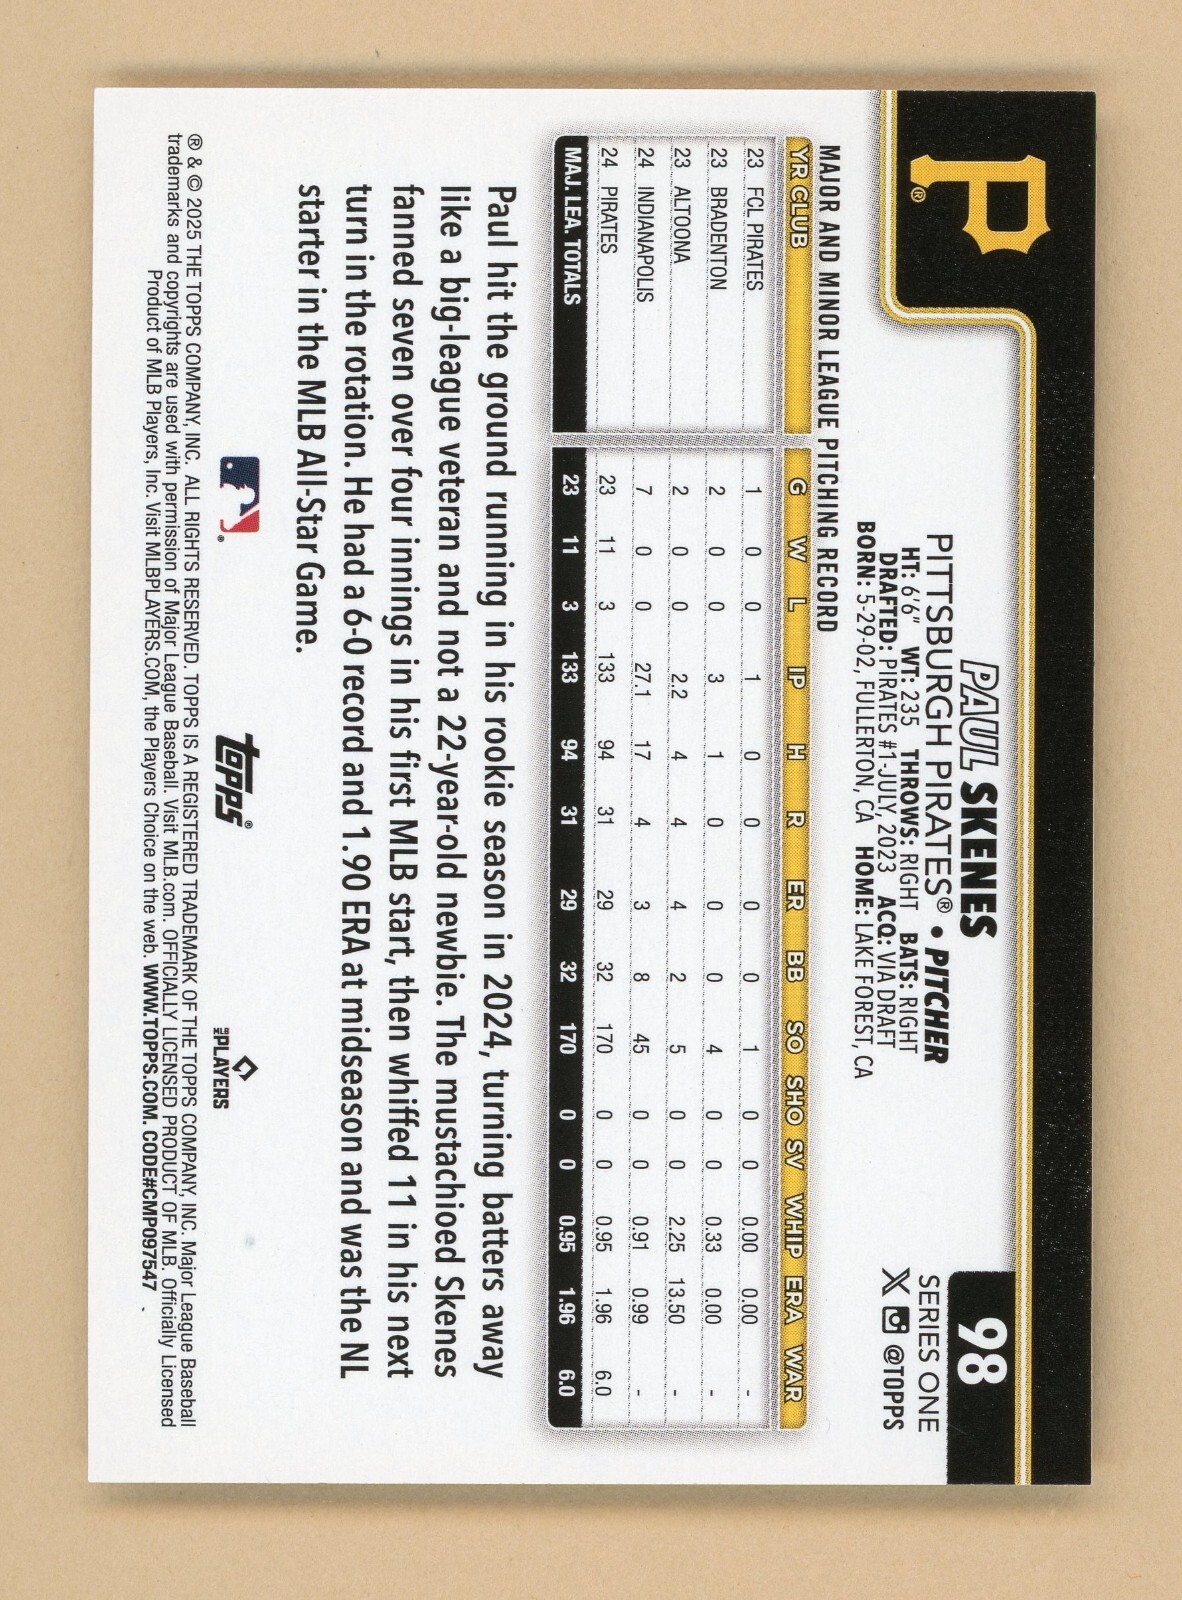 P®
98
SERIES ONE
X @TOPPS
PAUL SKENES
PITTSBURGH PIRATES® • PITCHER
HT: 6'6" WT: 235 THROWS: RIGHT BATS: RIGHT
DRAFTED: PIRATES #1-JULY, 2023 ACQ: VIA DRAFT
BORN: 5-29-02, FULLERTON, CA HOME: LAKE FOREST, CA
MAJOR AND MINOR LEAGUE PITCHING RECORD
YR CLUB G W L IP H R ER BB SO SHO SV WHIP ERA WAR
23 FCL PIRATES 1 0 0 1 0 0 0 0 1 0 0 0.00 0.00 -
23 BRADENTON 2 0 0 3 1 0 0 0 4 0 0 0.33 0.00 -
23 ALTOONA 2 0 0 2.2 4 4 4 2 5 0 0 2.25 13.50 -
24 INDIANAPOLIS 7 0 0 27.1 17 4 3 8 45 0 0 0.91 0.99 -
24 PIRATES 23 11 3 133 94 31 29 32 170 0 0 0.95 1.96 6.0
MAJ. LEA. TOTALS 23 11 3 133 94 31 29 32 170 0 0 0.95 1.96 6.0
Paul hit the ground running in his rookie season in 2024, turning batters away
like a big-league veteran and not a 22-year-old newbie. The mustachioed Skenes
fanned seven over four innings in his first MLB start, then whiffed 11 in his next
turn in the rotation. He had a 6-0 record and 1.90 ERA at midseason and was the NL
starter in the MLB All-Star Game.
®
topps®
MLB PLAYERS
® & © 2025 THE TOPPS COMPANY, INC. ALL RIGHTS RESERVED. TOPPS IS A REGISTERED TRADEMARK OF THE TOPPS COMPANY, INC. Major League Baseball
trademarks and copyrights are used with permission of Major League Baseball. Visit MLB.com. OFFICIALLY LICENSED PRODUCT OF MLB. Officially Licensed
Product of MLB Players, Inc. Visit MLBPLAYERS.COM, the Players Choice on the web. WWW.TOPPS.COM. CODE#CMP097547